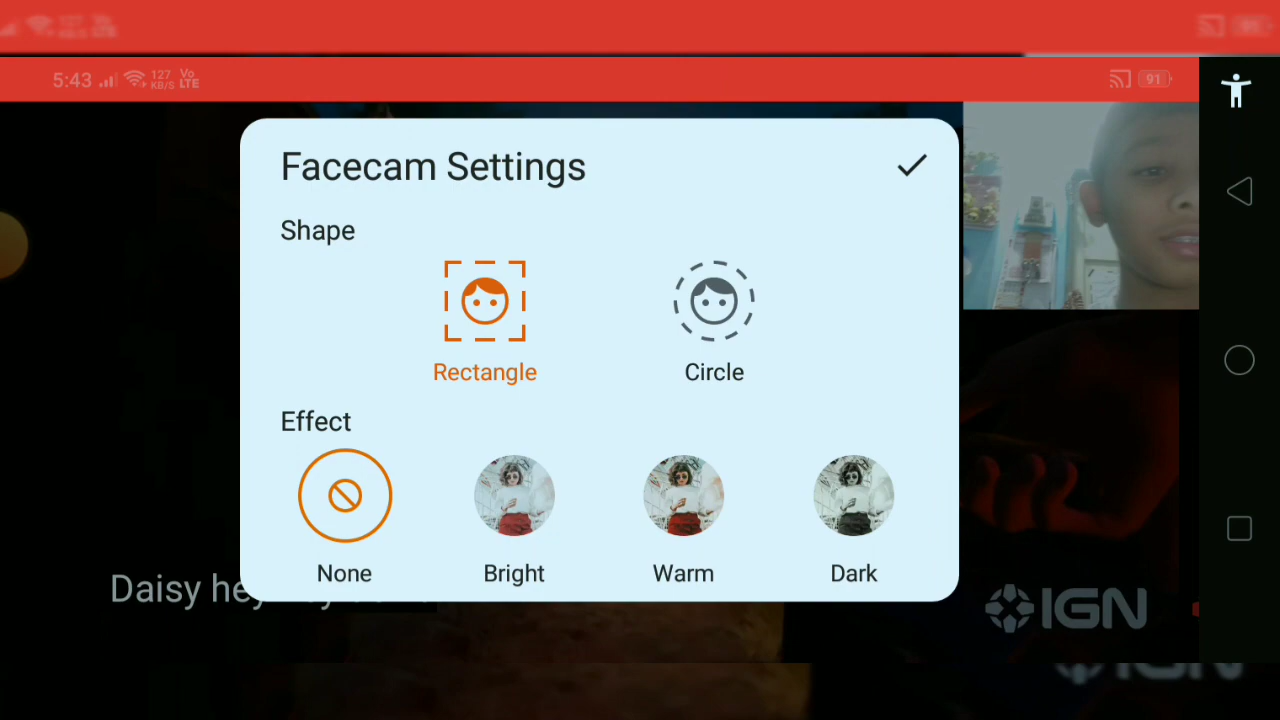 5:43 127 KB/S Vo LTE 91
Facecam Settings
Shape
Rectangle
Circle
Effect
None
Bright
Warm
Dark
Daisy hey
IGN
IGN